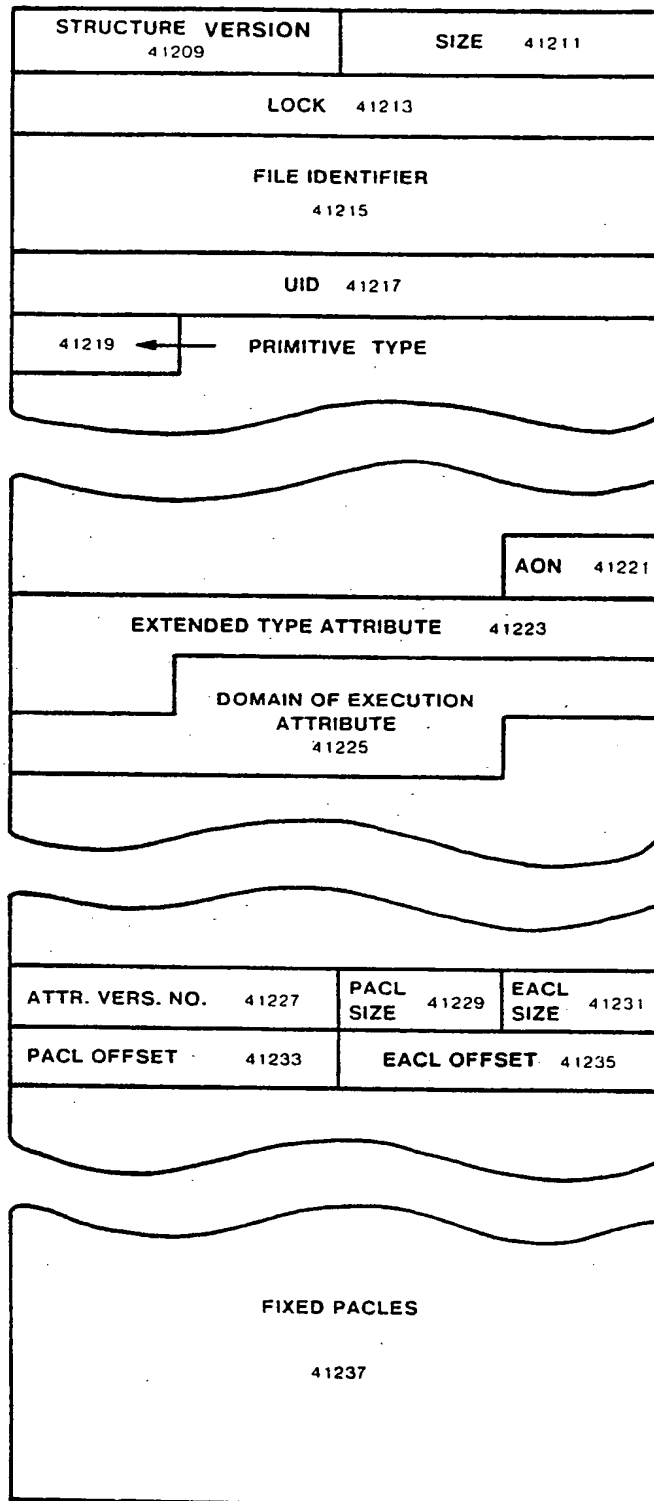 STRUCTURE VERSION
41209
SIZE 41211
LOCK 41213
FILE IDENTIFIER
41215
UID 41217
41219 PRIMITIVE TYPE
AON 41221
EXTENDED TYPE ATTRIBUTE 41223
DOMAIN OF EXECUTION
ATTRIBUTE
41225
ATTR. VERS. NO. 41227
PACL
SIZE 41229
EACL
SIZE 41231
PACL OFFSET 41233
EACL OFFSET 41235
FIXED PACLES
41237